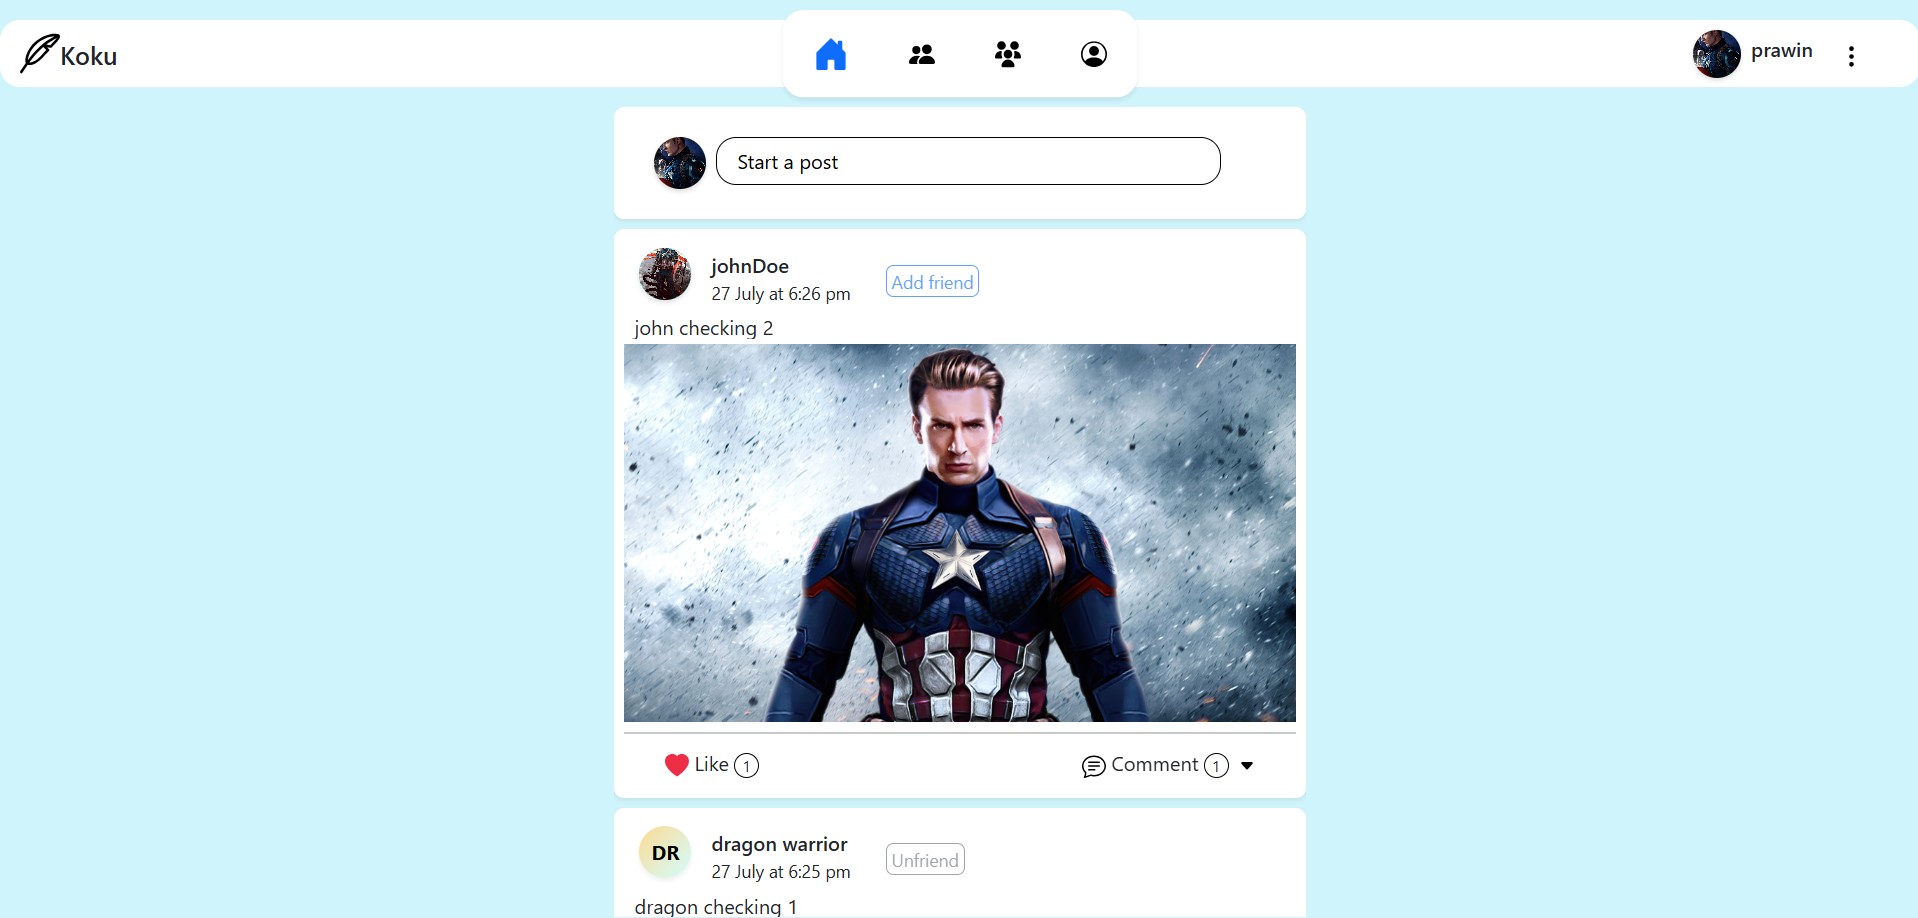 Koku
prawin
Start a post
johnDoe
27 July at 6:26 pm
Add friend
john checking 2
Like 1
Comment 1
DR
dragon warrior
27 July at 6:25 pm
Unfriend
dragon checking 1